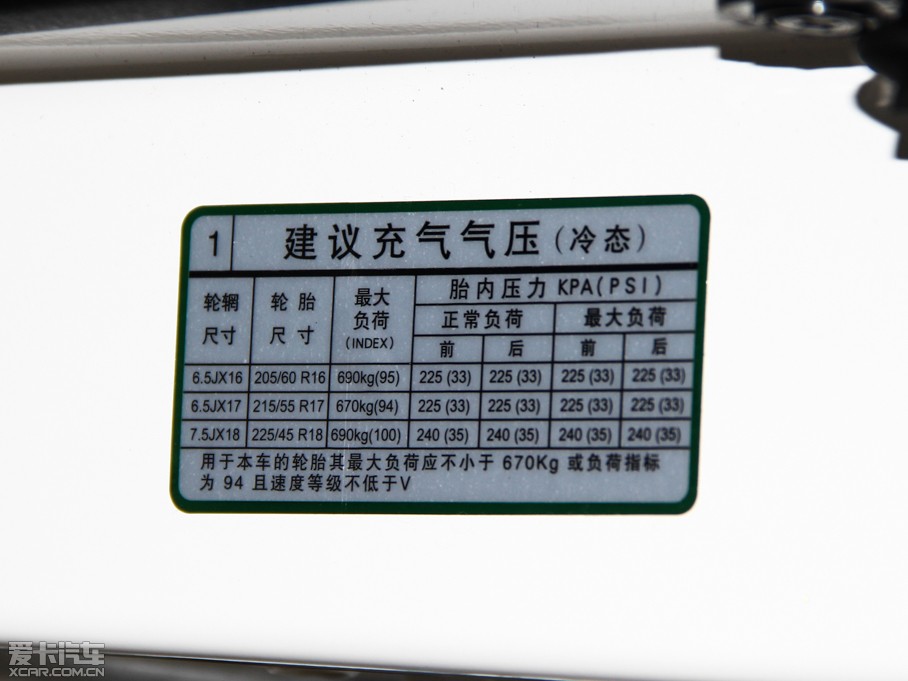 1 建议充气气压(冷态)
轮辋尺寸 轮胎尺寸 最大负荷(INDEX) 胎内压力 KPA(PSI)
正常负荷 最大负荷
前 后 前 后
6.5JX16 205/60 R16 690kg(95) 225 (33) 225 (33) 225 (33) 225 (33)
6.5JX17 215/55 R17 670kg(94) 225 (33) 225 (33) 225 (33) 225 (33)
7.5JX18 225/45 R18 690kg(100) 240 (35) 240 (35) 240 (35) 240 (35)
用于本车的轮胎其最大负荷应不小于 670Kg 或负荷指标
为 94 且速度等级不低于V
爱卡汽车
XCAR.COM.CN